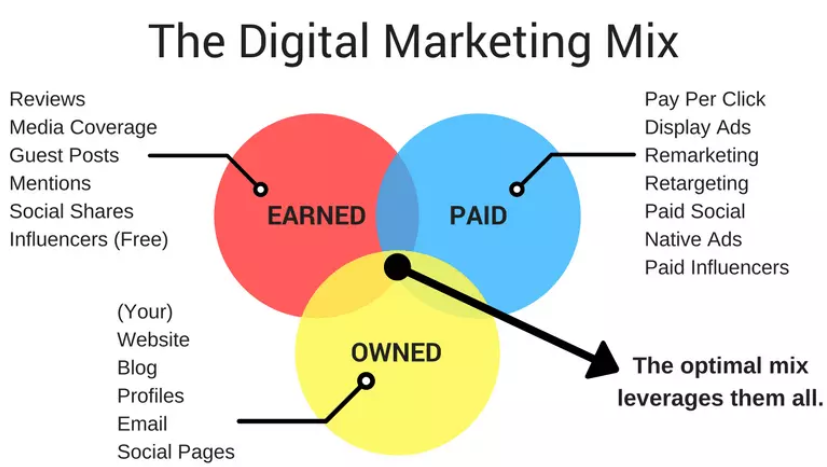 The Digital Marketing Mix
Reviews
Media Coverage
Guest Posts
Mentions
Social Shares
Influencers (Free)
EARNED
PAID
Pay Per Click
Display Ads
Remarketing
Retargeting
Paid Social
Native Ads
Paid Influencers
(Your)
Website
Blog
Profiles
Email
Social Pages
OWNED
The optimal mix
leverages them all.